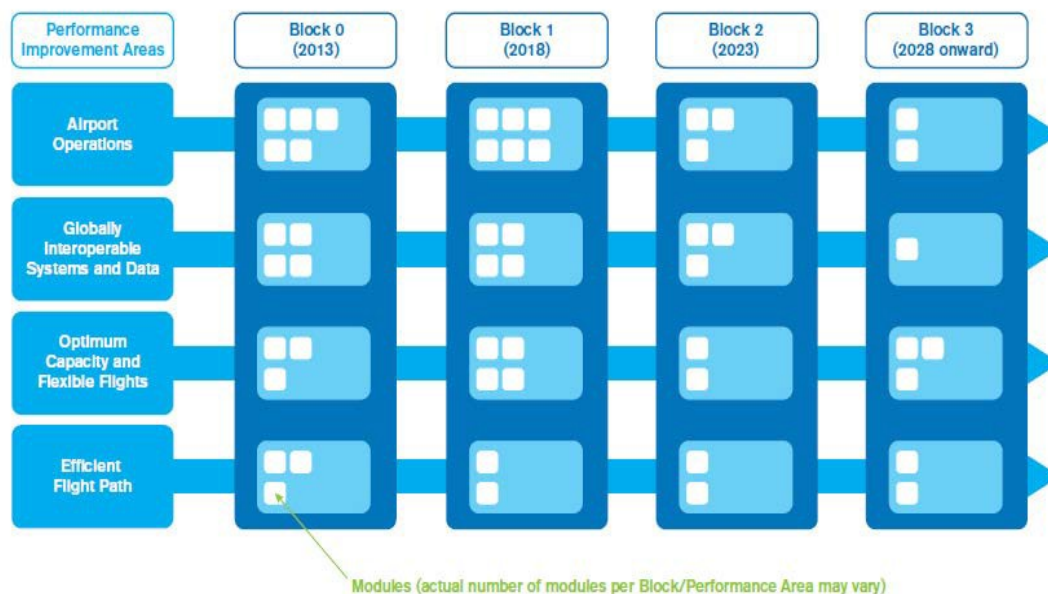 Performance
Improvement Areas
Block 0
(2013)
Block 1
(2018)
Block 2
(2023)
Block 3
(2028 onward)
Airport
Operations
Globally
Interoperable
Systems and Data
Optimum
Capacity and
Flexible Flights
Efficient
Flight Path
Modules (actual number of modules per Block/Performance Area may vary)